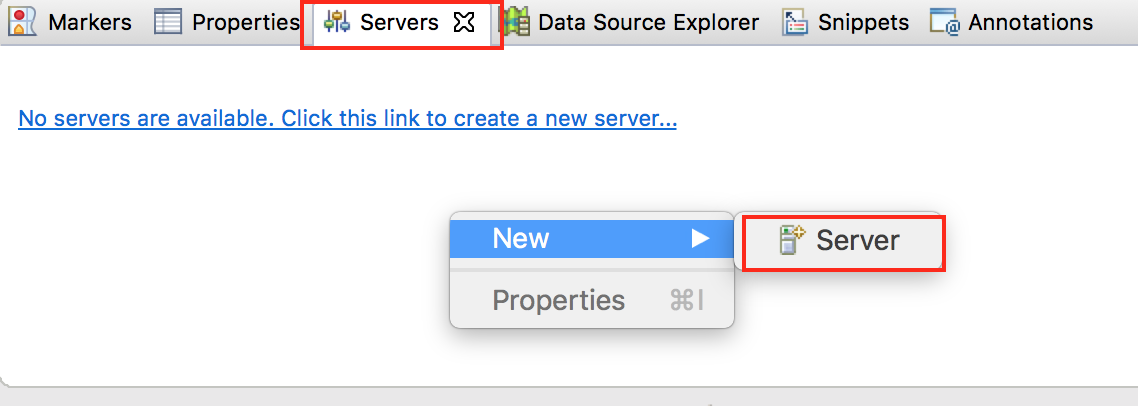 Markers Properties Servers Data Source Explorer Snippets Annotations
No servers are available. Click this link to create a new server...
New Server
Properties ⌘I